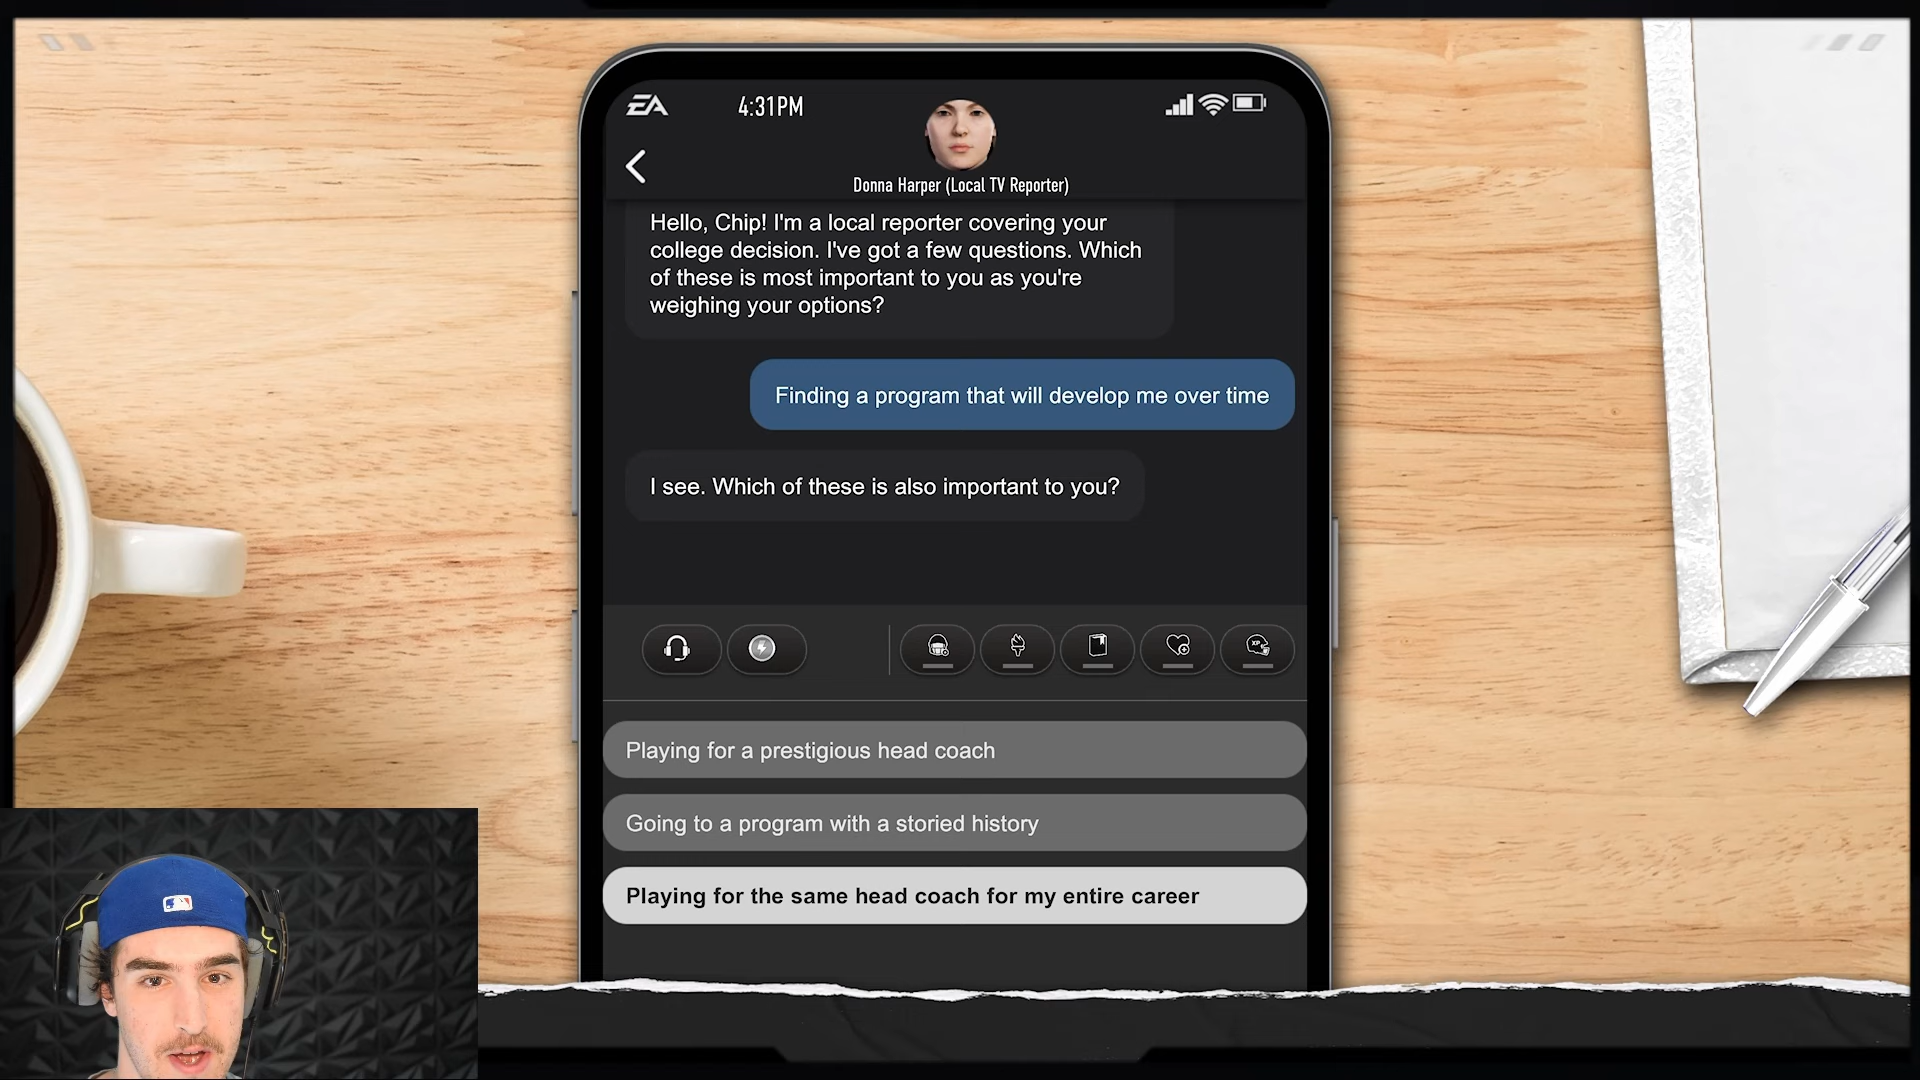 EA
4:31PM
Donna Harper (Local TV Reporter)
Hello, Chip! I'm a local reporter covering your
college decision. I've got a few questions. Which
of these is most important to you as you're
weighing your options?
Finding a program that will develop me over time
I see. Which of these is also important to you?
XP
Playing for a prestigious head coach
Going to a program with a storied history
Playing for the same head coach for my entire career